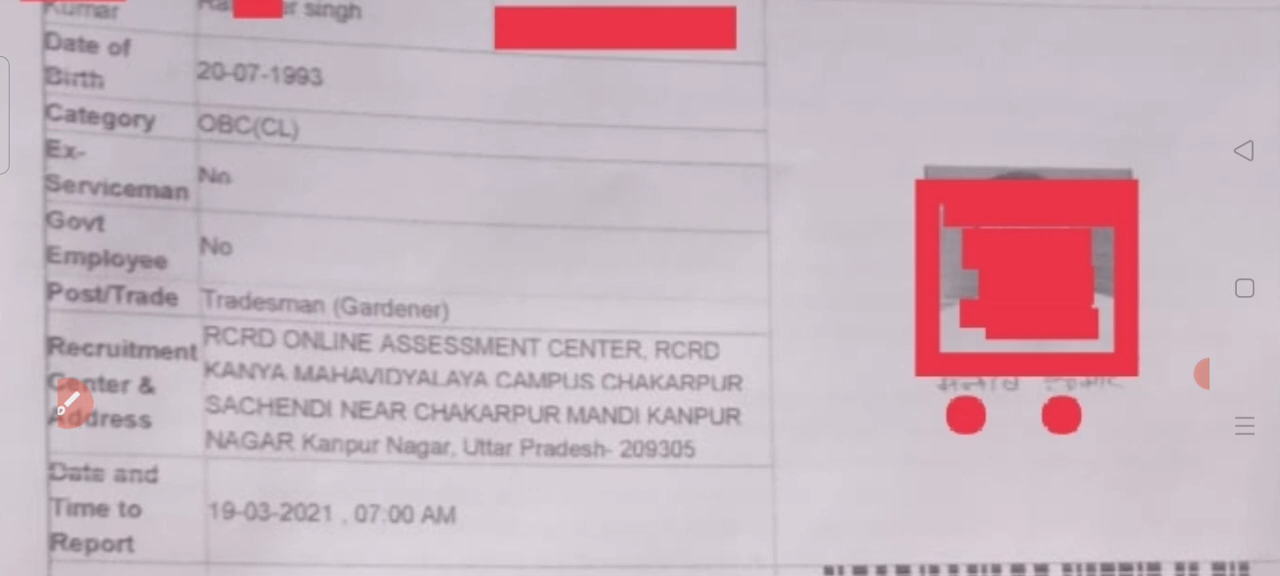 Kumar
singh
Date of
Birth
20-07-1993
Category
OBC(CL)
Ex-
Serviceman
No
Govt
Employee
No
Post/Trade
Tradesman (Gardener)
Recruitment
Center &
Address
RCRD ONLINE ASSESSMENT CENTER, RCRD
KANYA MAHAVIDYALAYA CAMPUS CHAKARPUR
SACHENDI NEAR CHAKARPUR MANDI KANPUR
NAGAR Kanpur Nagar, Uttar Pradesh- 209305
Date and
Time to
Report
19-03-2021 , 07:00 AM